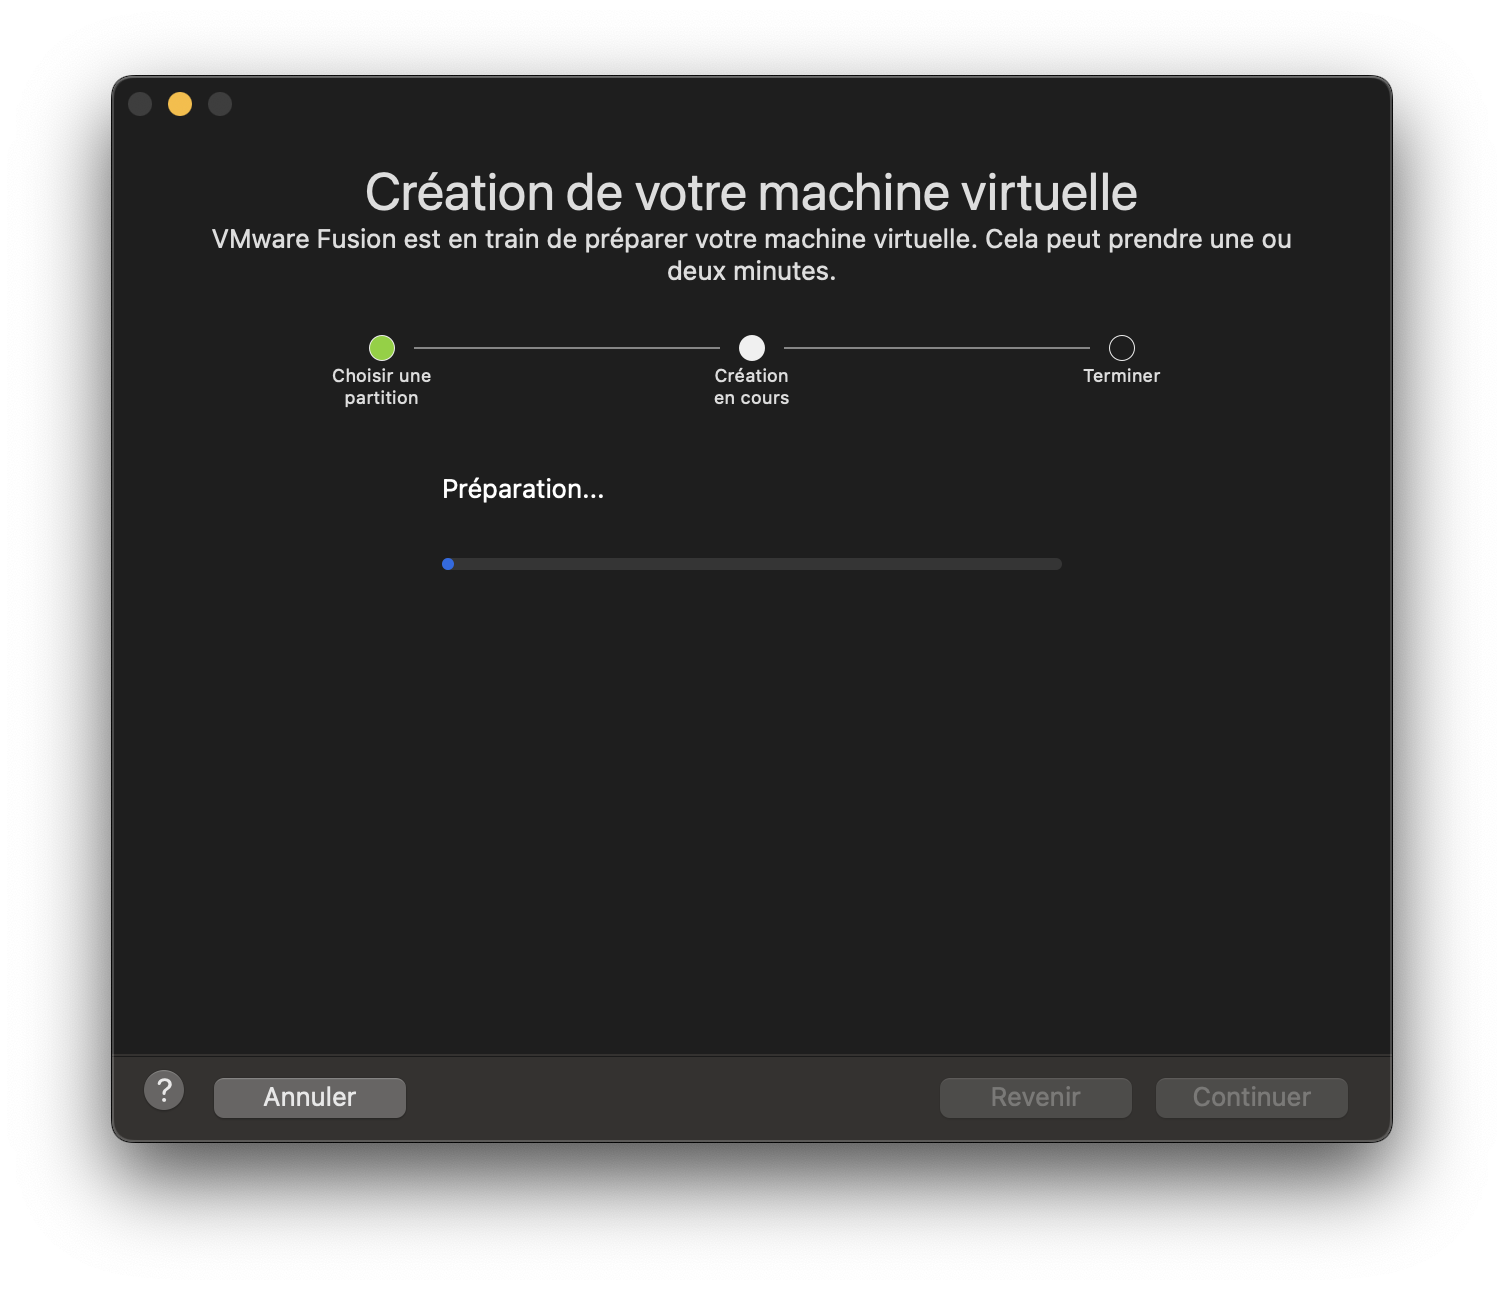 Création de votre machine virtuelle
VMware Fusion est en train de préparer votre machine virtuelle. Cela peut prendre une ou
deux minutes.
Choisir une
partition
Création
en cours
Terminer
Préparation...
?
Annuler
Revenir
Continuer